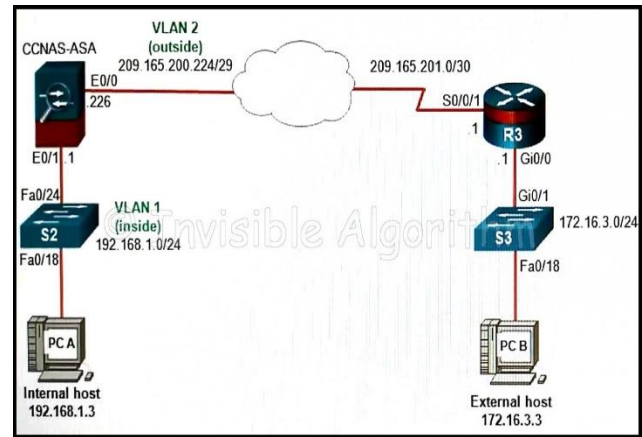 VLAN 2
(outside)
209.165.200.224/29
CCNAS-ASA
E0/0
.226
209.165.201.0/30
S0/0/1
.1
R3
E0/1 .1
.1 Gi0/0
Fa0/24
VLAN 1
(inside)
192.168.1.0/24
S2
Gi0/1
172.16.3.0/24
S3
© Invisible Algorithm
Fa0/18
Fa0/18
PC A
PC B
Internal host
192.168.1.3
External host
172.16.3.3